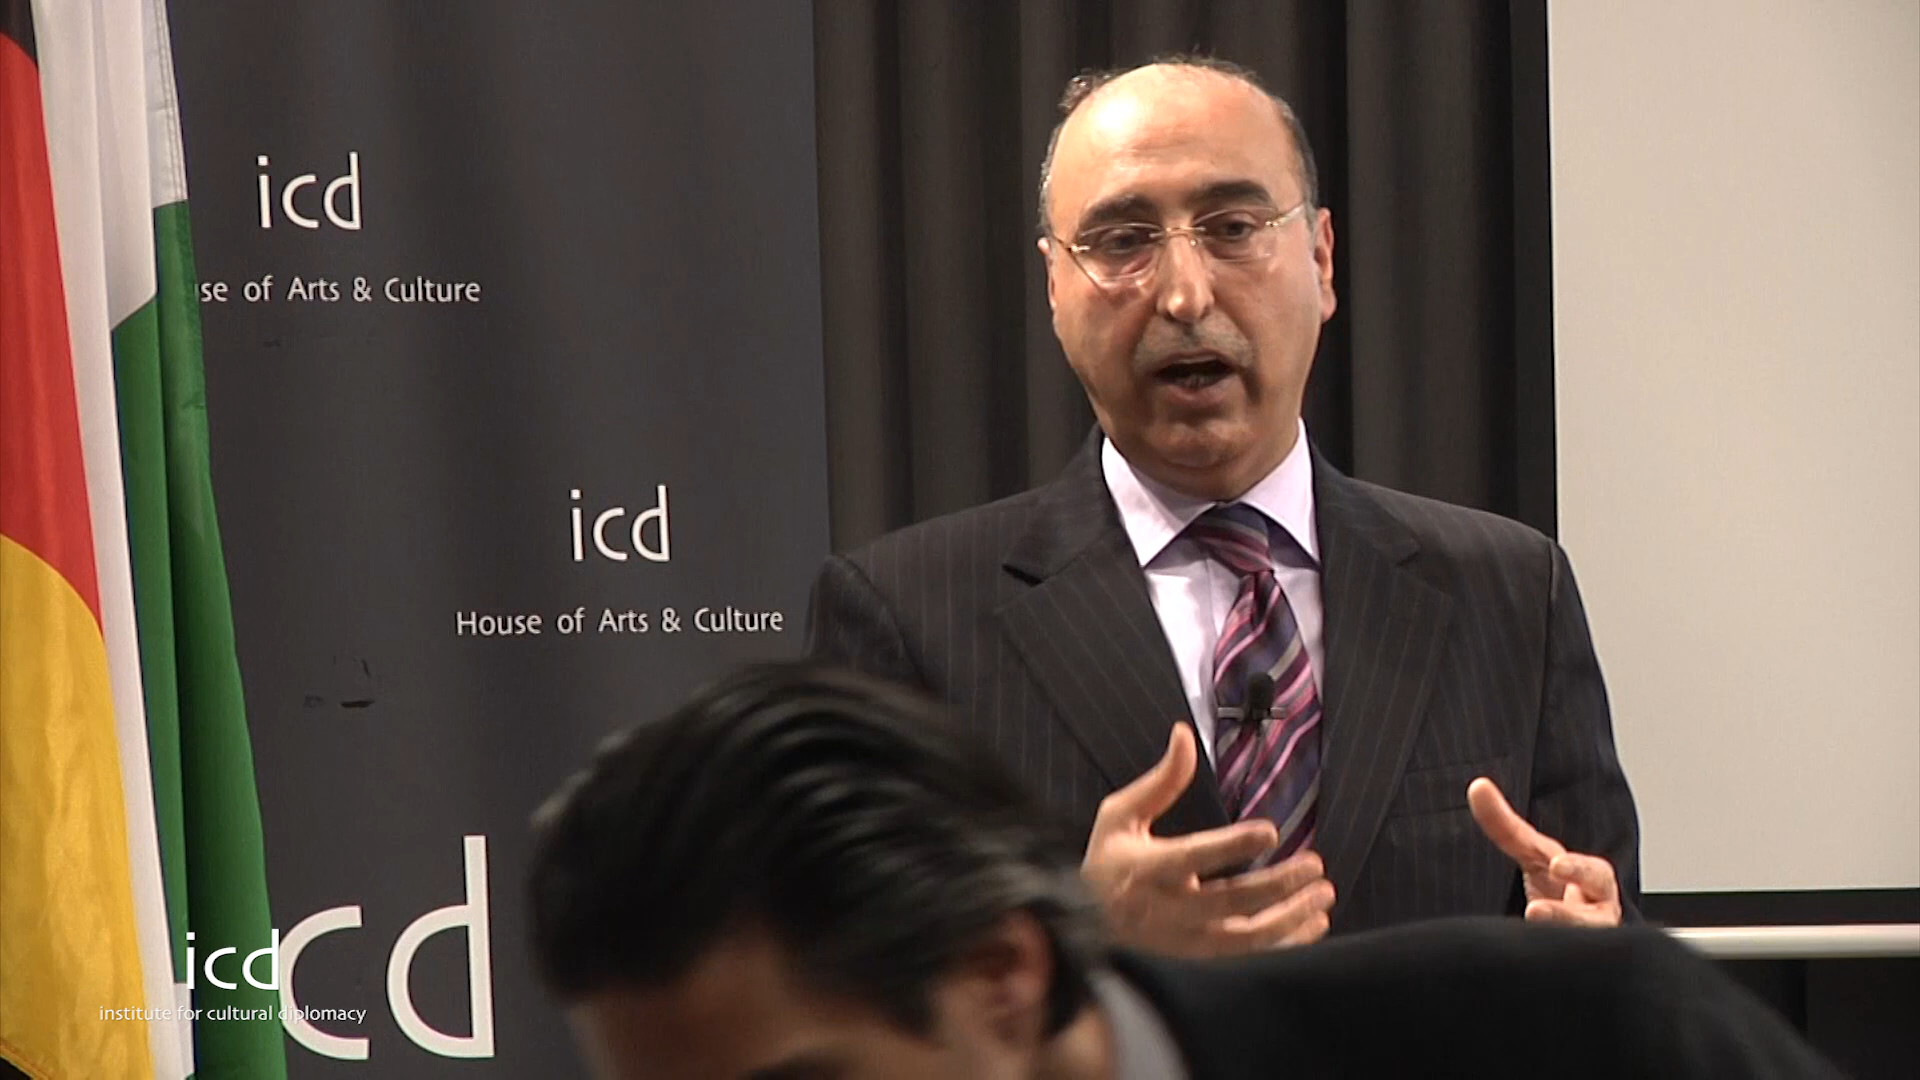 icd
se of Arts & Culture
icd
House of Arts & Culture
icd
icd
institute for cultural diplomacy